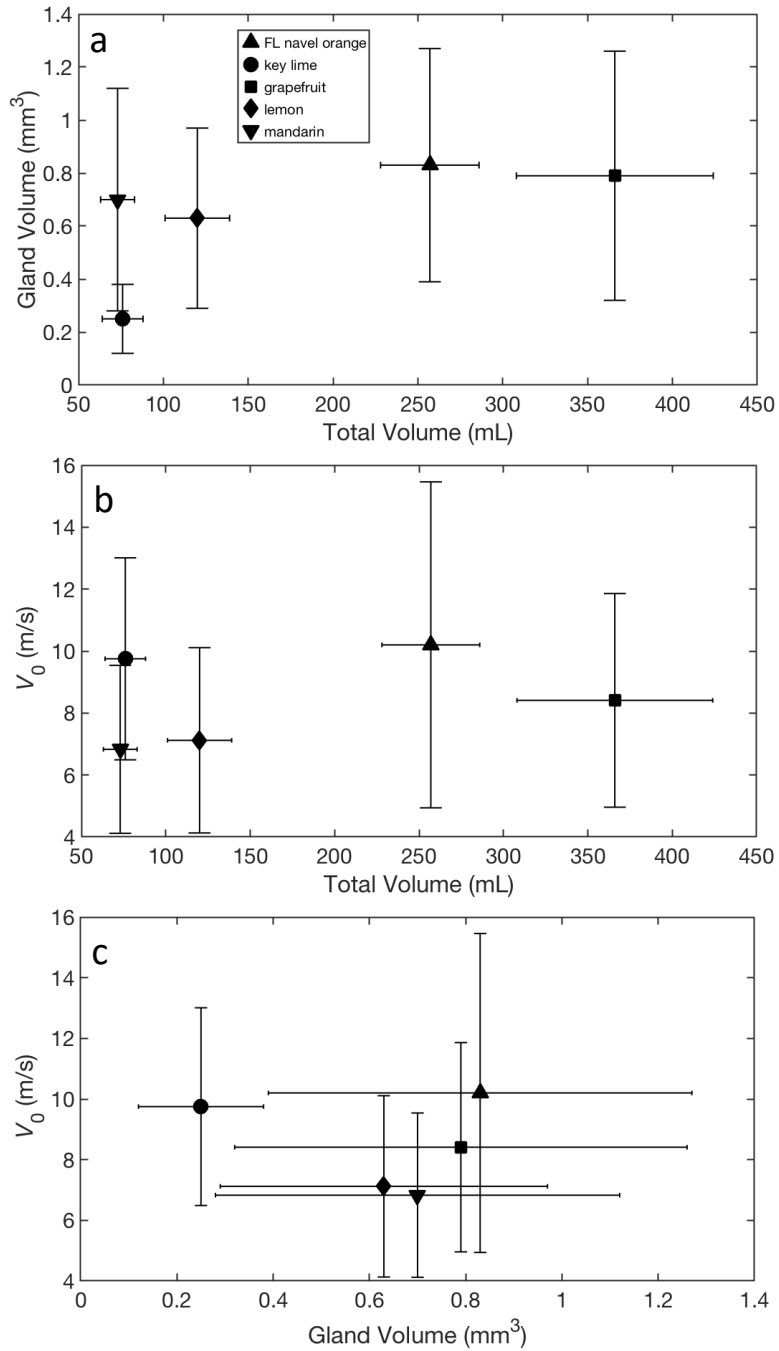 a
FL navel orange
key lime
grapefruit
lemon
mandarin
1.4
1.2
1
0.8
0.6
0.4
0.2
0
Gland Volume (mm³)
50 100 150 200 250 300 350 400 450
Total Volume (mL)
b
16
14
12
10
8
6
4
V₀ (m/s)
50 100 150 200 250 300 350 400 450
Total Volume (mL)
c
16
14
12
10
8
6
4
V₀ (m/s)
0 0.2 0.4 0.6 0.8 1 1.2 1.4
Gland Volume (mm³)